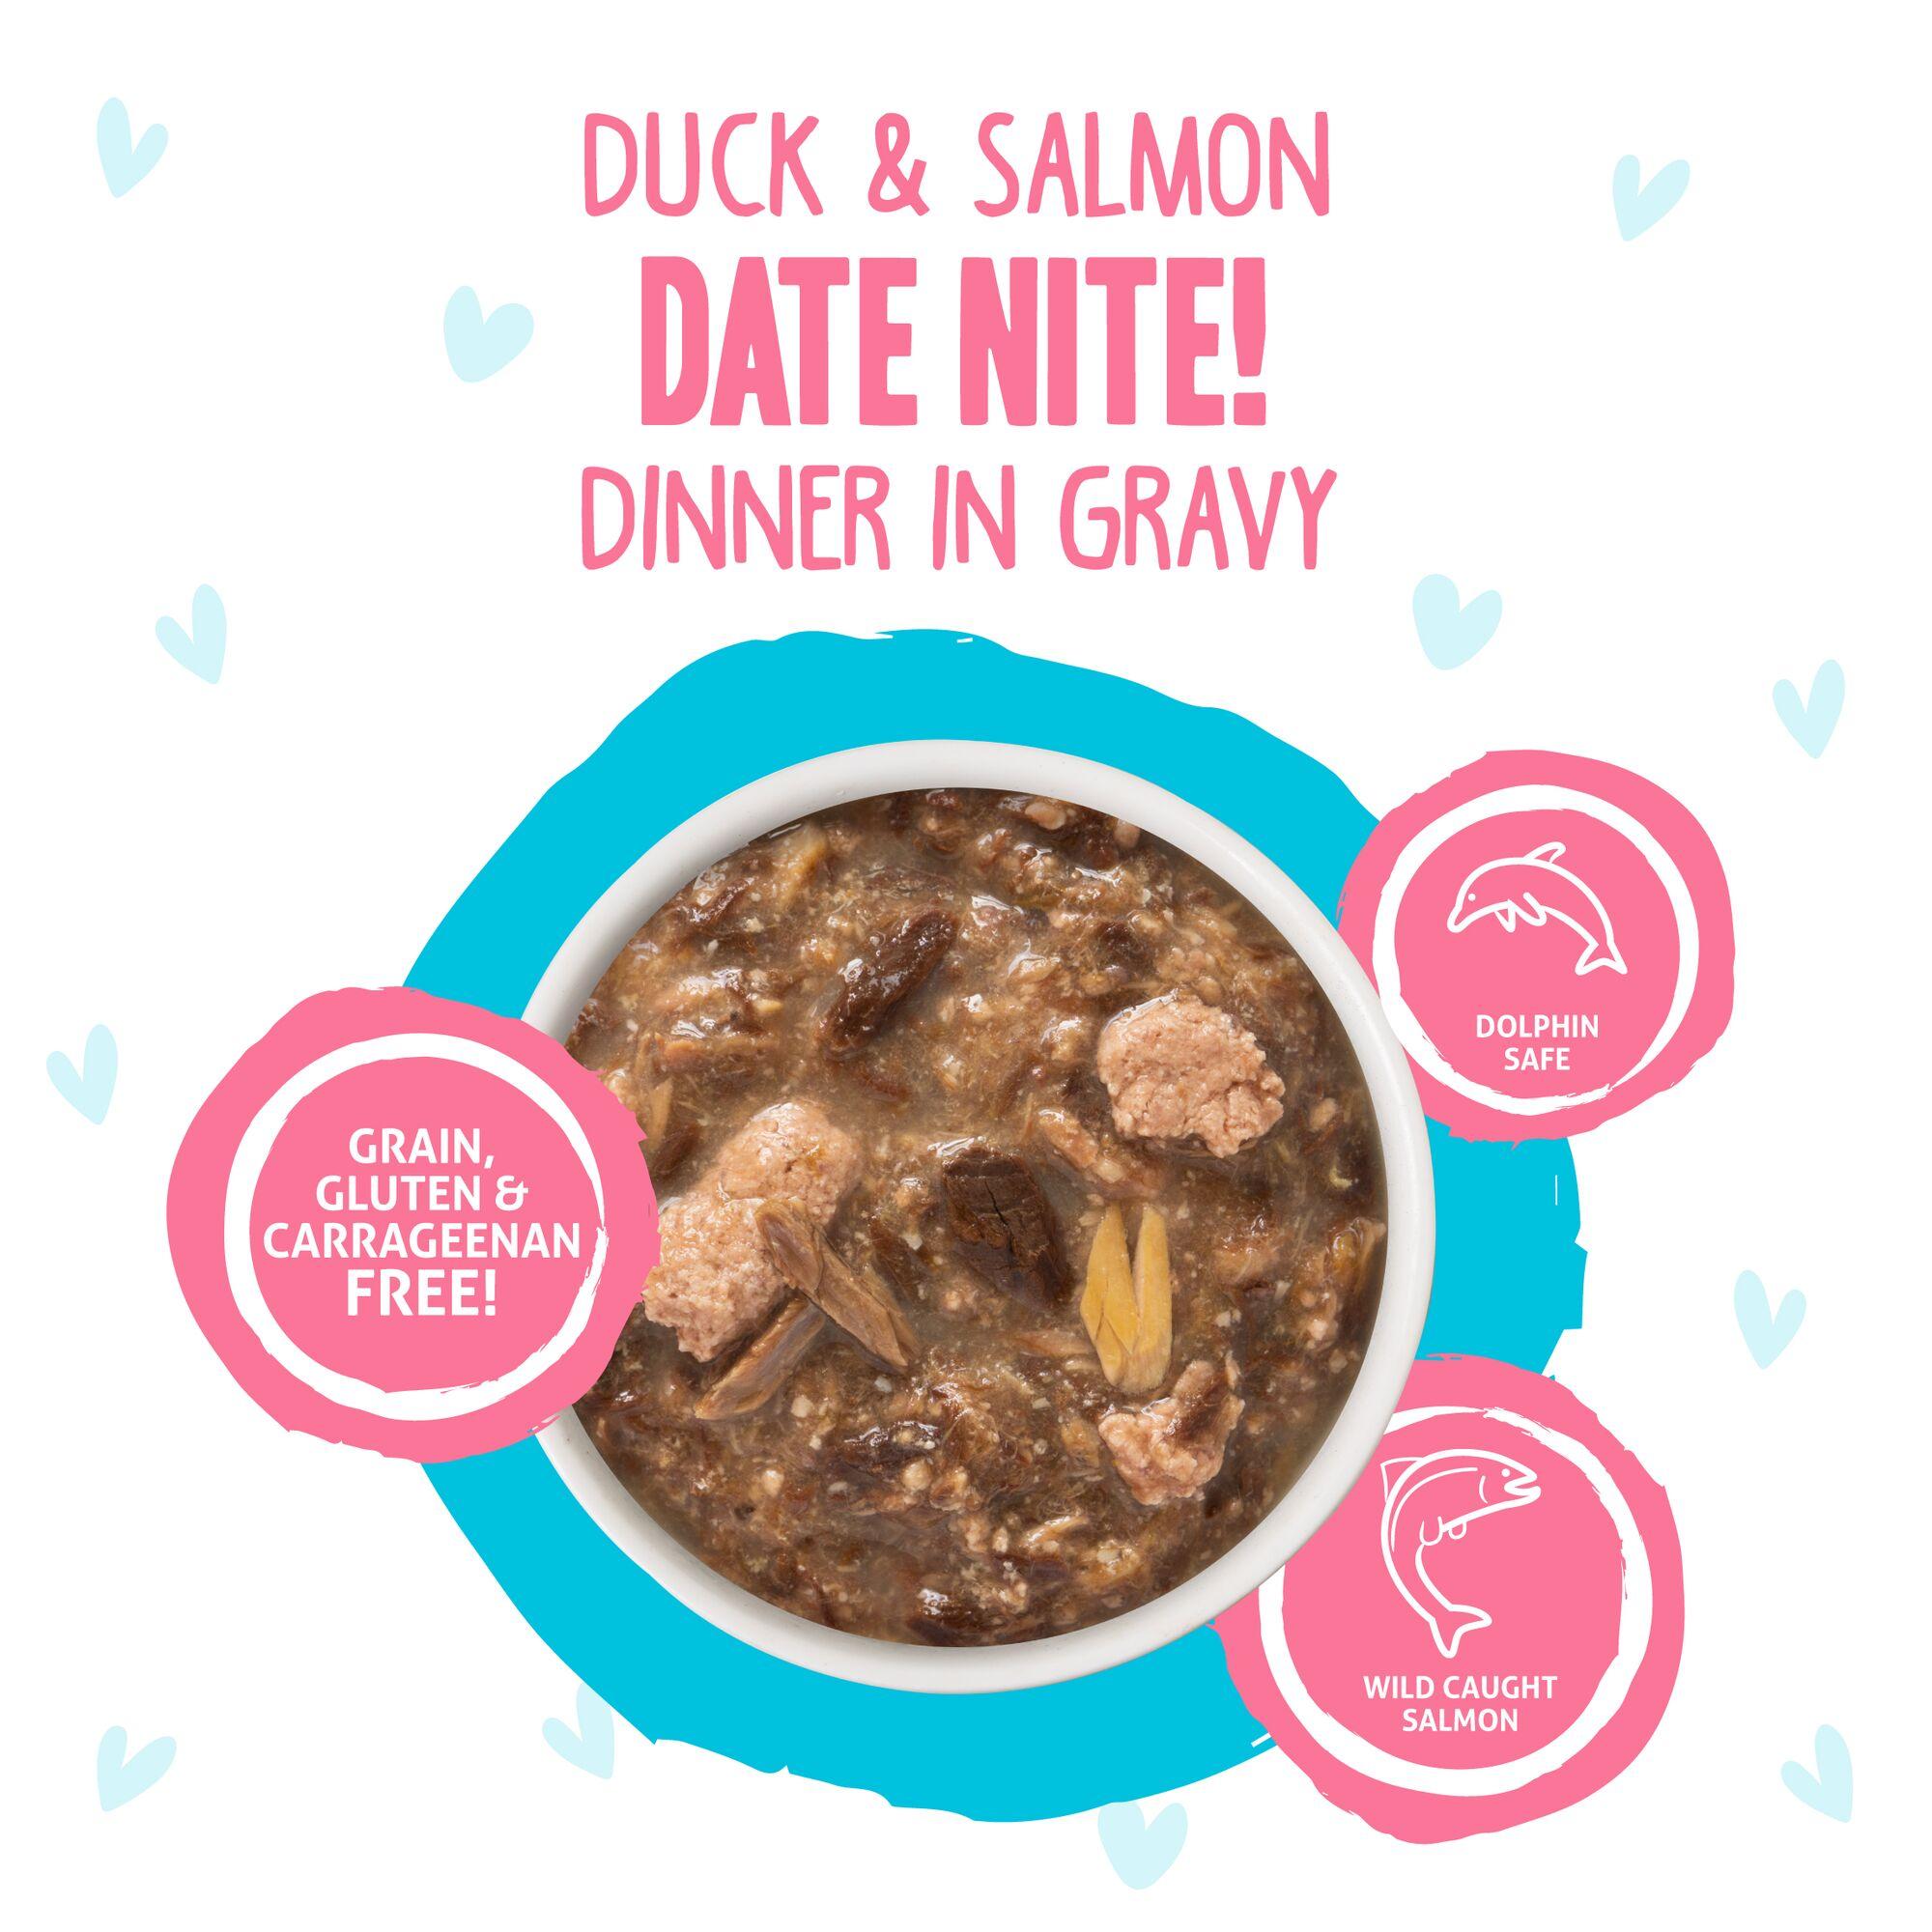 DUCK & SALMON
DATE NITE!
DINNER IN GRAVY
DOLPHIN
SAFE
GRAIN,
GLUTEN &
CARRAGEENAN
FREE!
WILD CAUGHT
SALMON